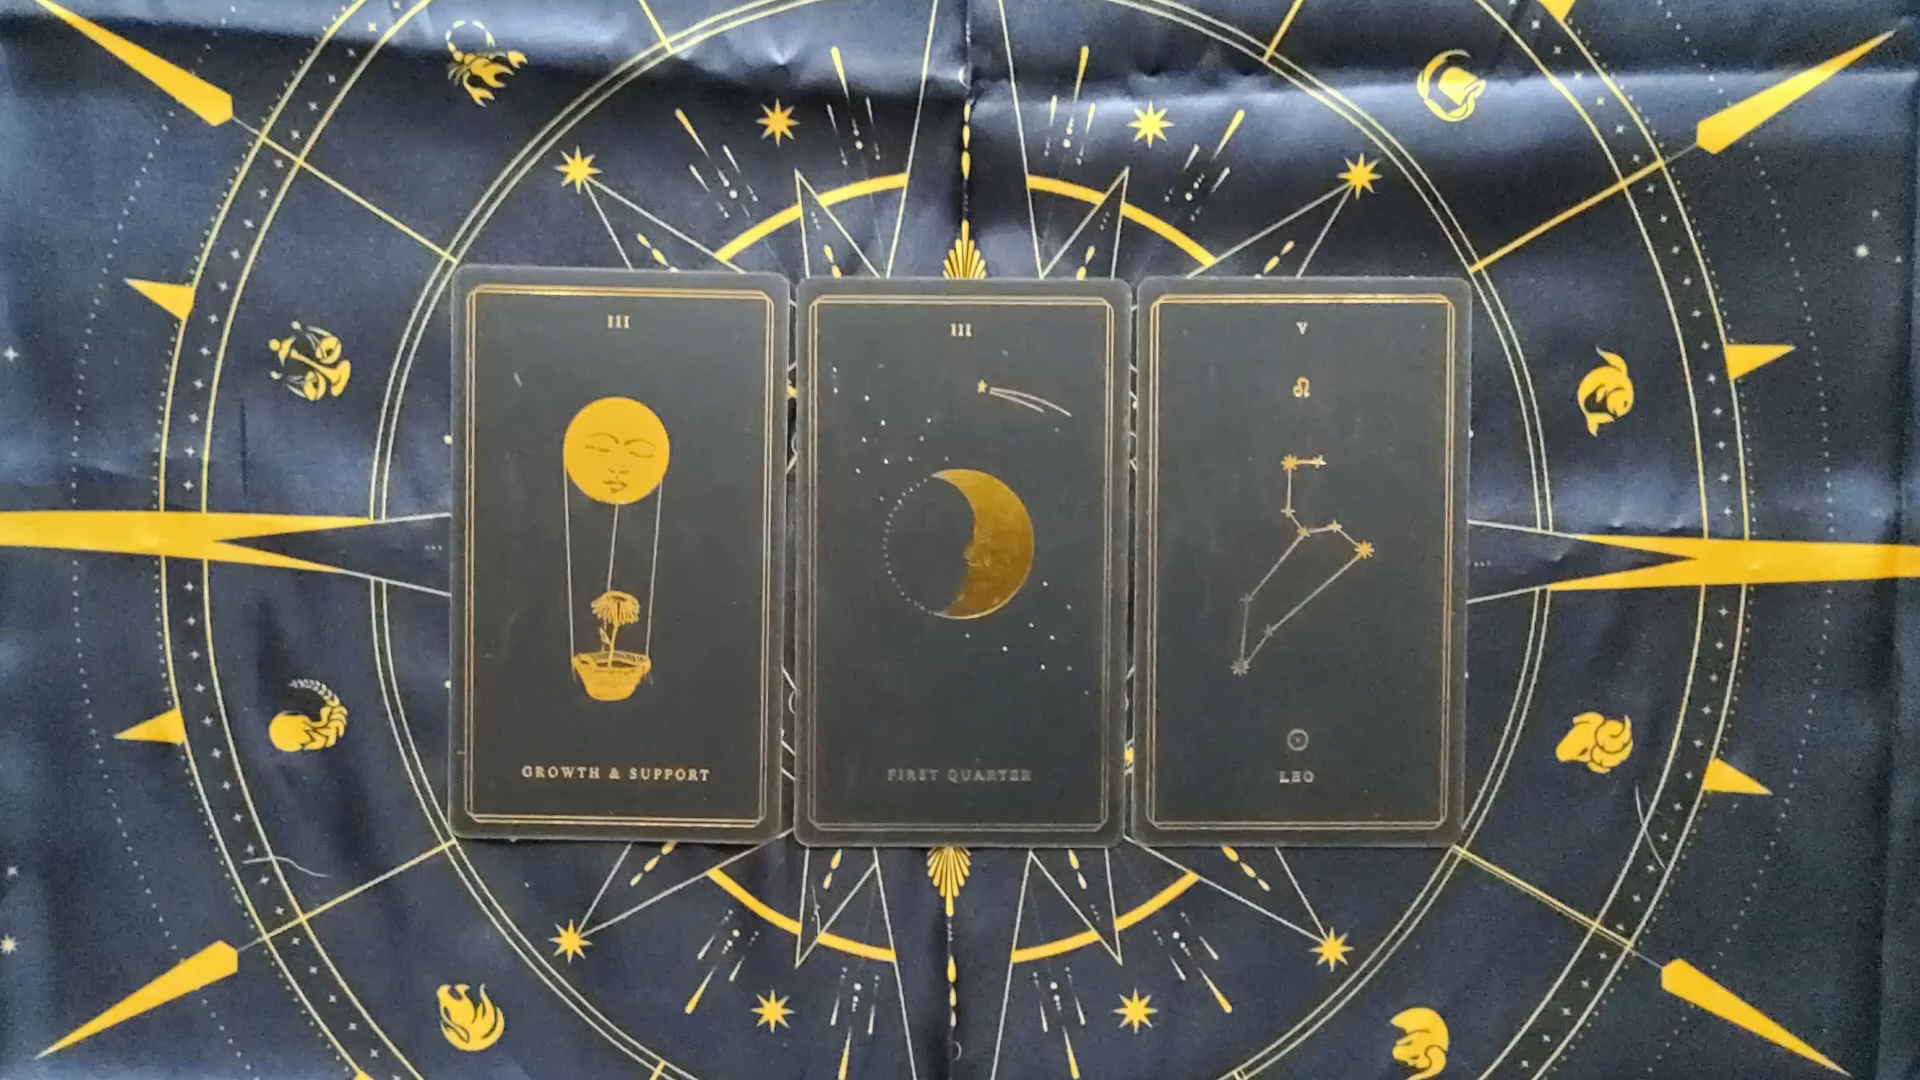 III
GROWTH & SUPPORT
III
FIRST QUARTER
V
♌
LEO